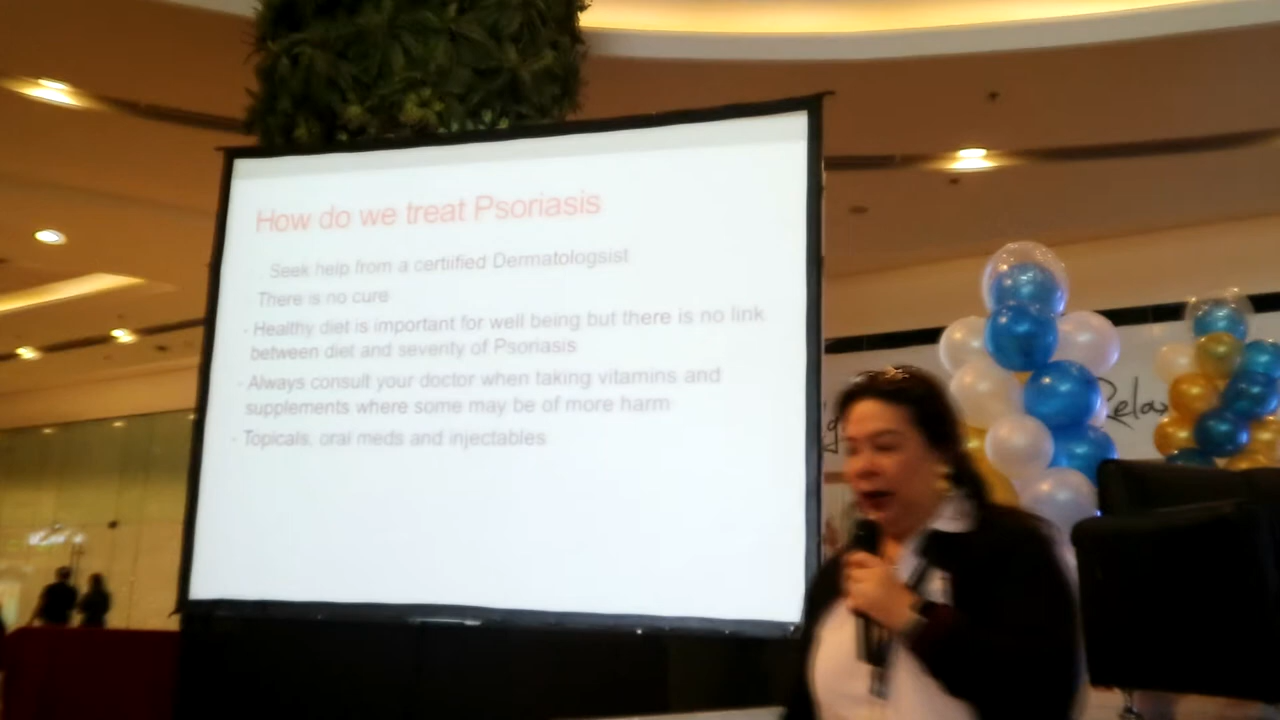 How do we treat Psoriasis
Seek help from a certiified Dermatologsist
There is no cure
- Healthy diet is important for well being but there is no link
between diet and severity of Psoriasis
- Always consult your doctor when taking vitamins and
supplements where some may be of more harm
- Topicals, oral meds and injectables
Relax